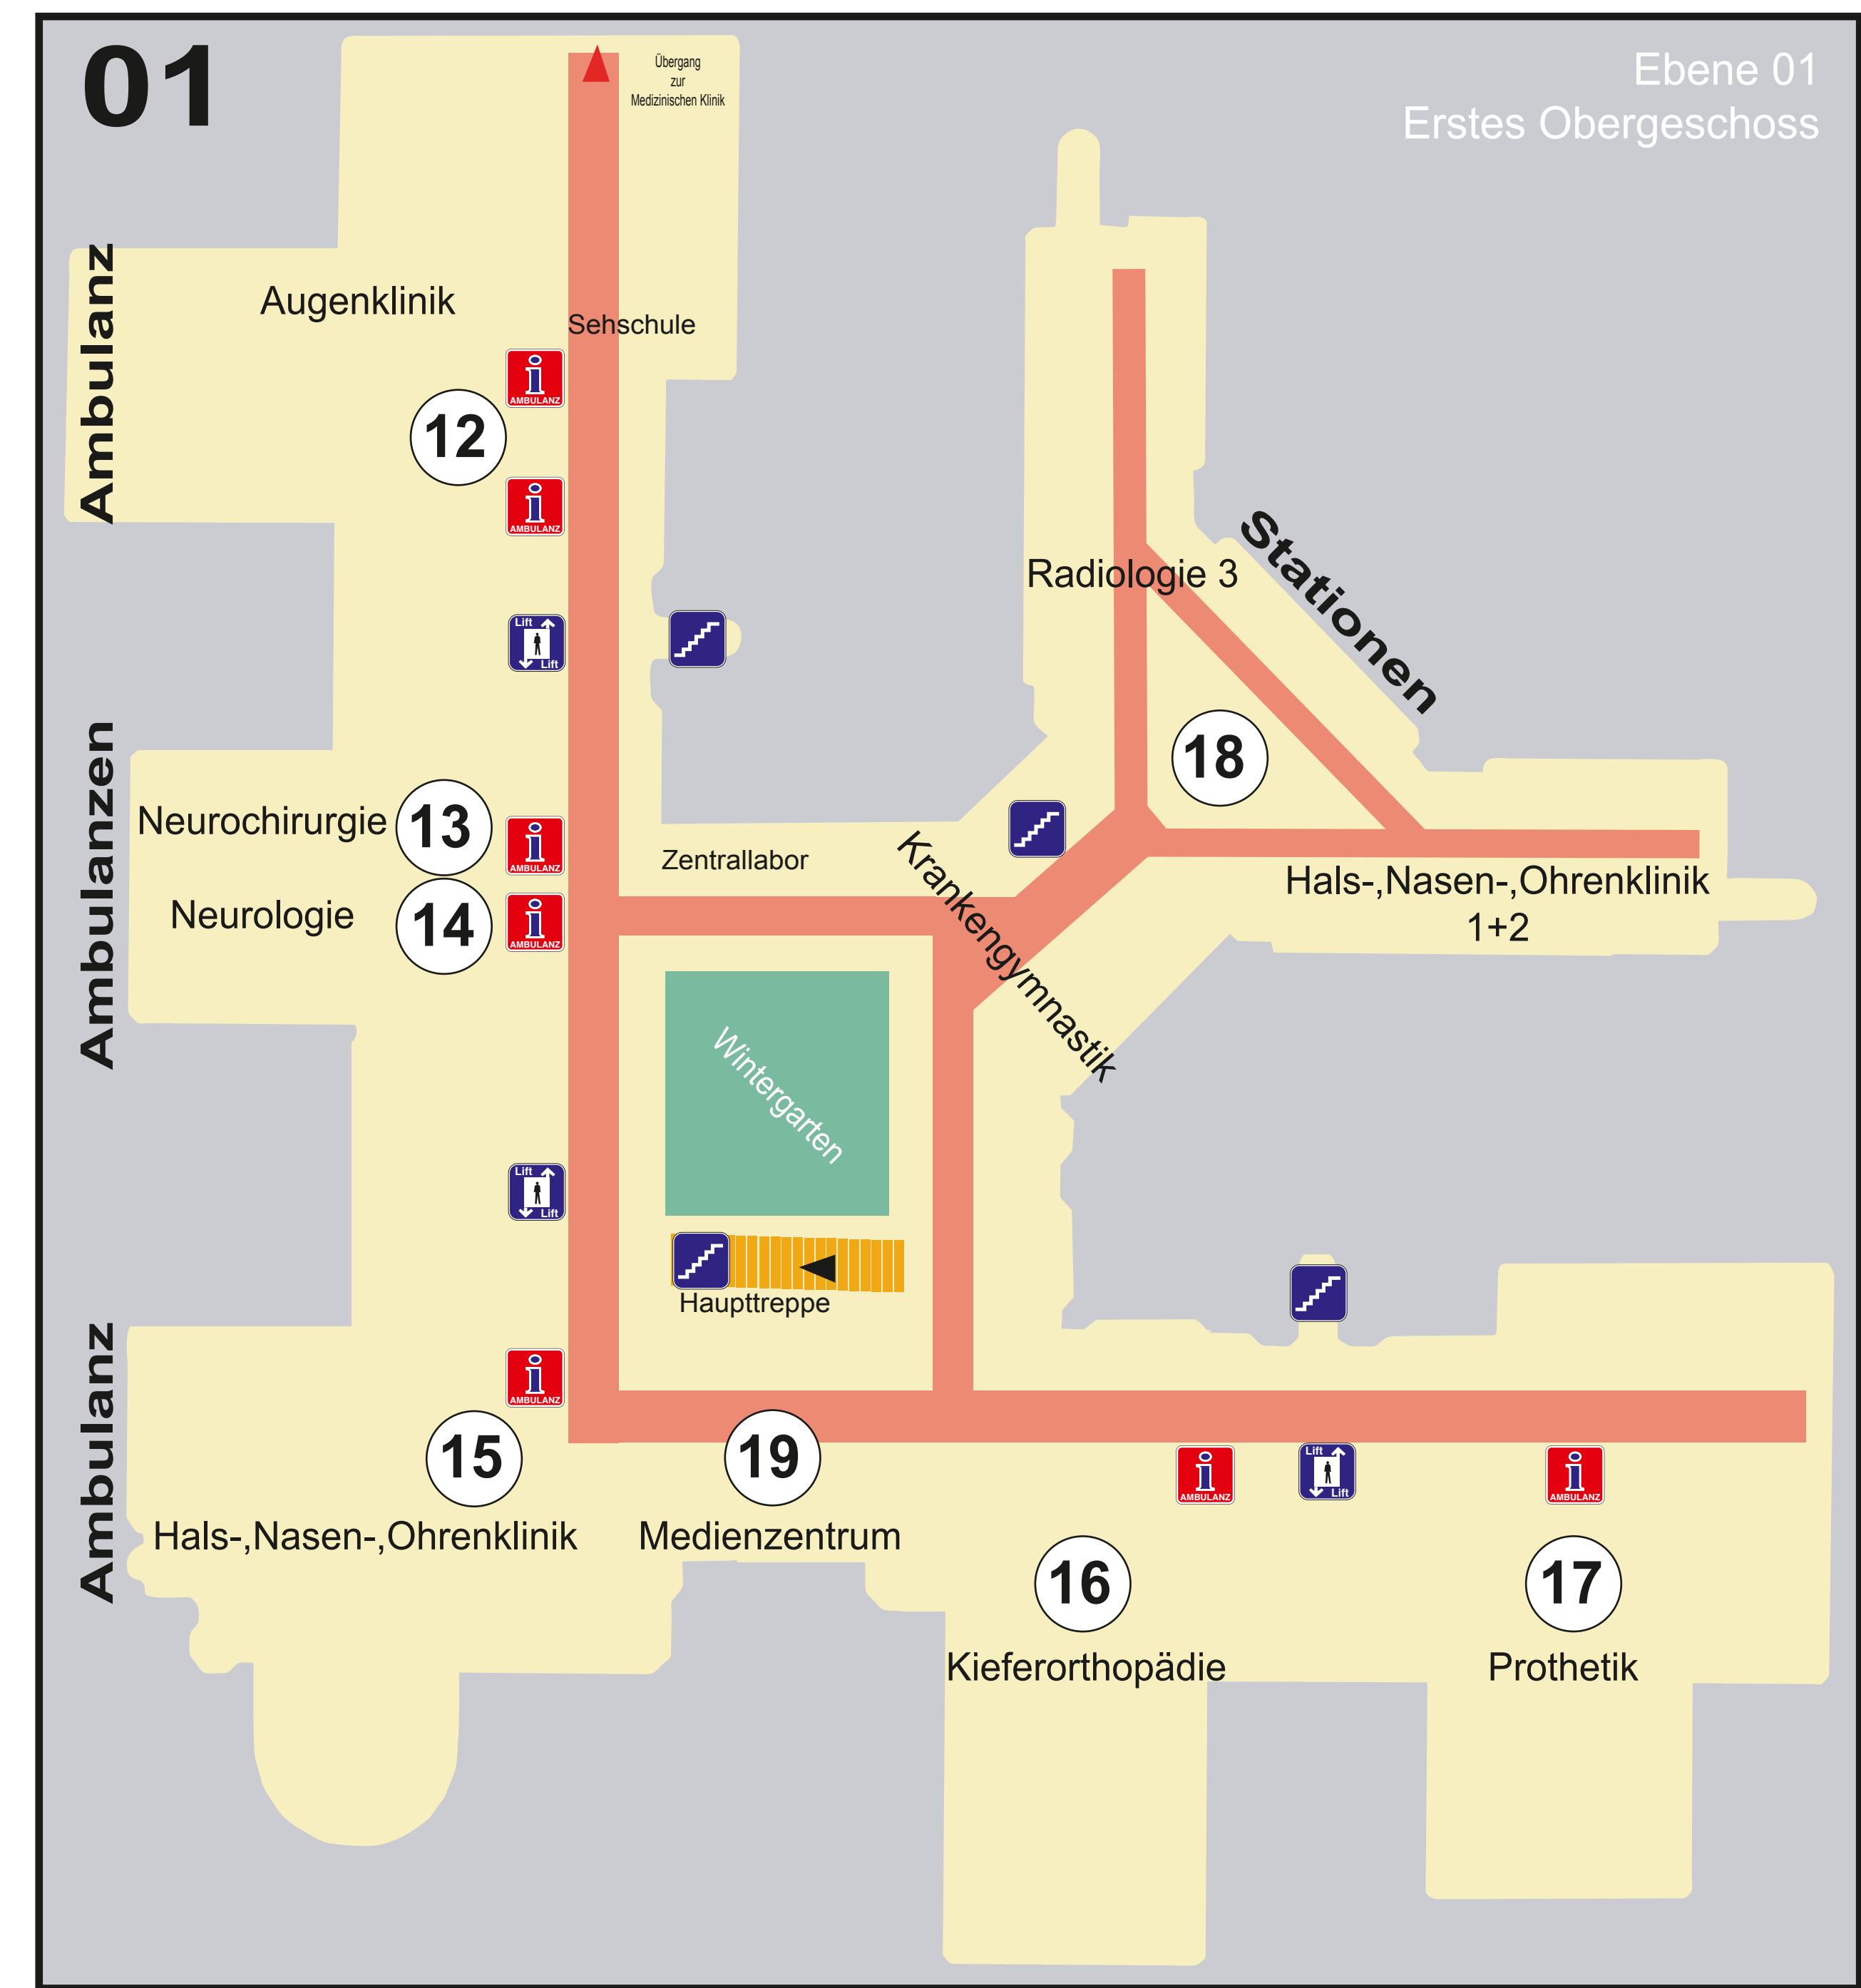 01
Ebene 01
Erstes Obergeschoss
Übergang
zur
Medizinischen Klinik
Ambulanz
Augenklinik
Sehschule
AMBULANZ
12
AMBULANZ
Stationen
Radiologie 3
Lift
Lift
18
Ambulanzen
Neurochirurgie
13
AMBULANZ
Zentrallabor
Krankengymnastik
Hals-,Nasen-,Ohrenklinik
1+2
Neurologie
14
AMBULANZ
Wintergarten
Lift
Lift
Haupttreppe
Ambulanz
AMBULANZ
15
19
AMBULANZ
Lift
Lift
AMBULANZ
Hals-,Nasen-,Ohrenklinik
Medienzentrum
16
17
Kieferorthopädie
Prothetik